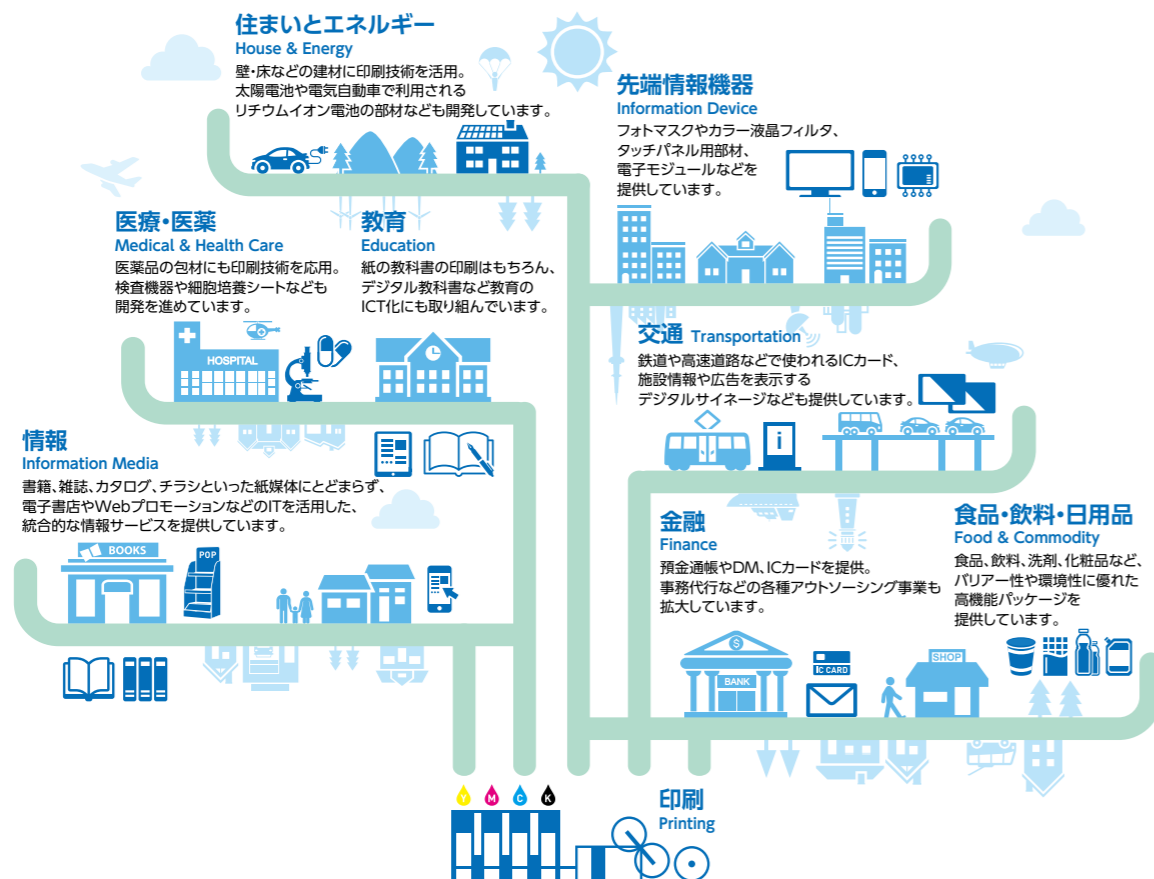 住まいとエネルギー
House & Energy
壁・床などの建材に印刷技術を活用。
太陽電池や電気自動車で利用される
リチウムイオン電池の部材なども開発しています。
先端情報機器
Information Device
フォトマスクやカラー液晶フィルタ、
タッチパネル用部材、
電子モジュールなどを
提供しています。
医療・医薬
Medical & Health Care
医薬品の包材にも印刷技術を応用。
検査機器や細胞培養シートなども
開発を進めています。
HOSPITAL
教育
Education
紙の教科書の印刷はもちろん、
デジタル教科書など教育の
ICT化にも取り組んでいます。
交通 Transportation
鉄道や高速道路などで使われるICカード、
施設情報や広告を表示する
デジタルサイネージなども提供しています。
i
情報
Information Media
書籍、雑誌、カタログ、チラシといった紙媒体にとどまらず、
電子書店やWebプロモーションなどのITを活用した、
統合的な情報サービスを提供しています。
BOOKS
POP
金融
Finance
預金通帳やDM、ICカードを提供。
事務代行などの各種アウトソーシング事業も
拡大しています。
$
BANK
IC CARD
食品・飲料・日用品
Food & Commodity
食品、飲料、洗剤、化粧品など、
バリアー性や環境性に優れた
高機能パッケージを
提供しています。
SHOP
Y M C K
印刷
Printing